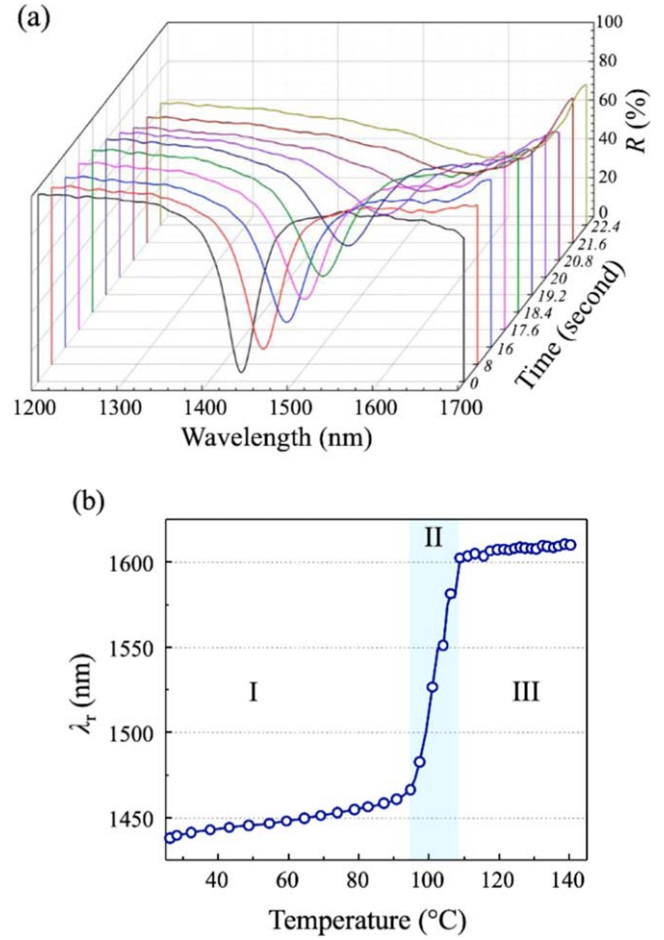 (a)
100
80
60
40
20
0
R (%)
22.4
21.6
20.8
20
19.2
18.4
17.6
16
8
0
Time (second)
1200 1300 1400 1500 1600 1700
Wavelength (nm)
(b)
II
1600
I III
1550
1500
1450
λr (nm)
40 60 80 100 120 140
Temperature (°C)